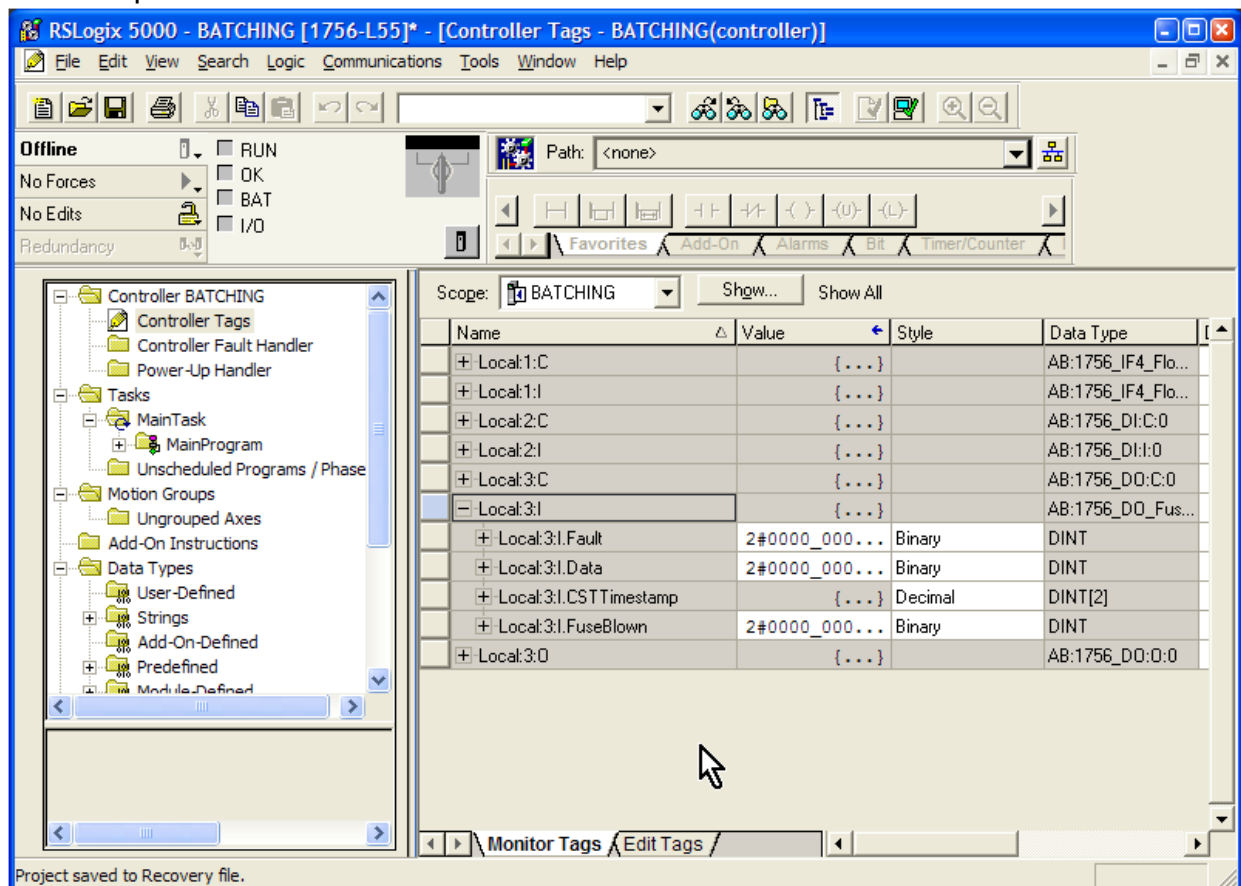 RSLogix 5000 - BATCHING [1756-L55]* - [Controller Tags - BATCHING(controller)]
File Edit View Search Logic Communications Tools Window Help
Offline
RUN
No Forces
OK
No Edits
BAT
Redundancy
I/O
Path: <none>
Favorites Add-On Alarms Bit Timer/Counter
Controller BATCHING
Controller Tags
Controller Fault Handler
Power-Up Handler
Tasks
MainTask
MainProgram
Unscheduled Programs / Phase
Motion Groups
Ungrouped Axes
Add-On Instructions
Data Types
User-Defined
Strings
Add-On-Defined
Predefined
Module-Defined
Scope: BATCHING Show... Show All
Name Value Style Data Type
Local:1:C {...} AB:1756_IF4_Flo...
Local:1:I {...} AB:1756_IF4_Flo...
Local:2:C {...} AB:1756_DI:C:0
Local:2:I {...} AB:1756_DI:I:0
Local:3:C {...} AB:1756_DO:C:0
Local:3:I {...} AB:1756_DO_Fus...
Local:3:I.Fault 2#0000_000... Binary DINT
Local:3:I.Data 2#0000_000... Binary DINT
Local:3:I.CSTTimestamp {...} Decimal DINT[2]
Local:3:I.FuseBlown 2#0000_000... Binary DINT
Local:3:O {...} AB:1756_DO:O:0
Monitor Tags Edit Tags
Project saved to Recovery file.